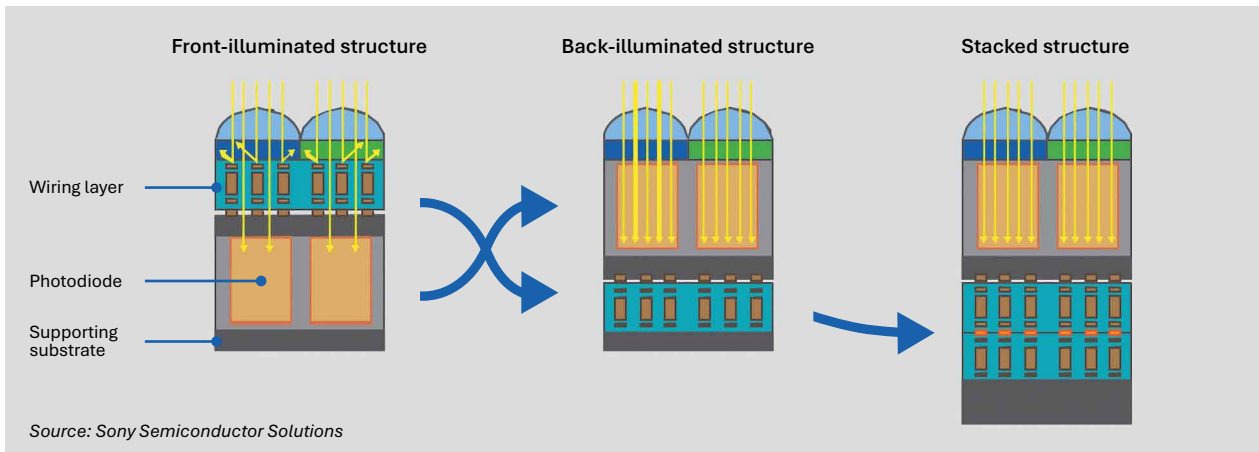 Front-illuminated structure
Back-illuminated structure
Stacked structure
Wiring layer
Photodiode
Supporting
substrate
Source: Sony Semiconductor Solutions